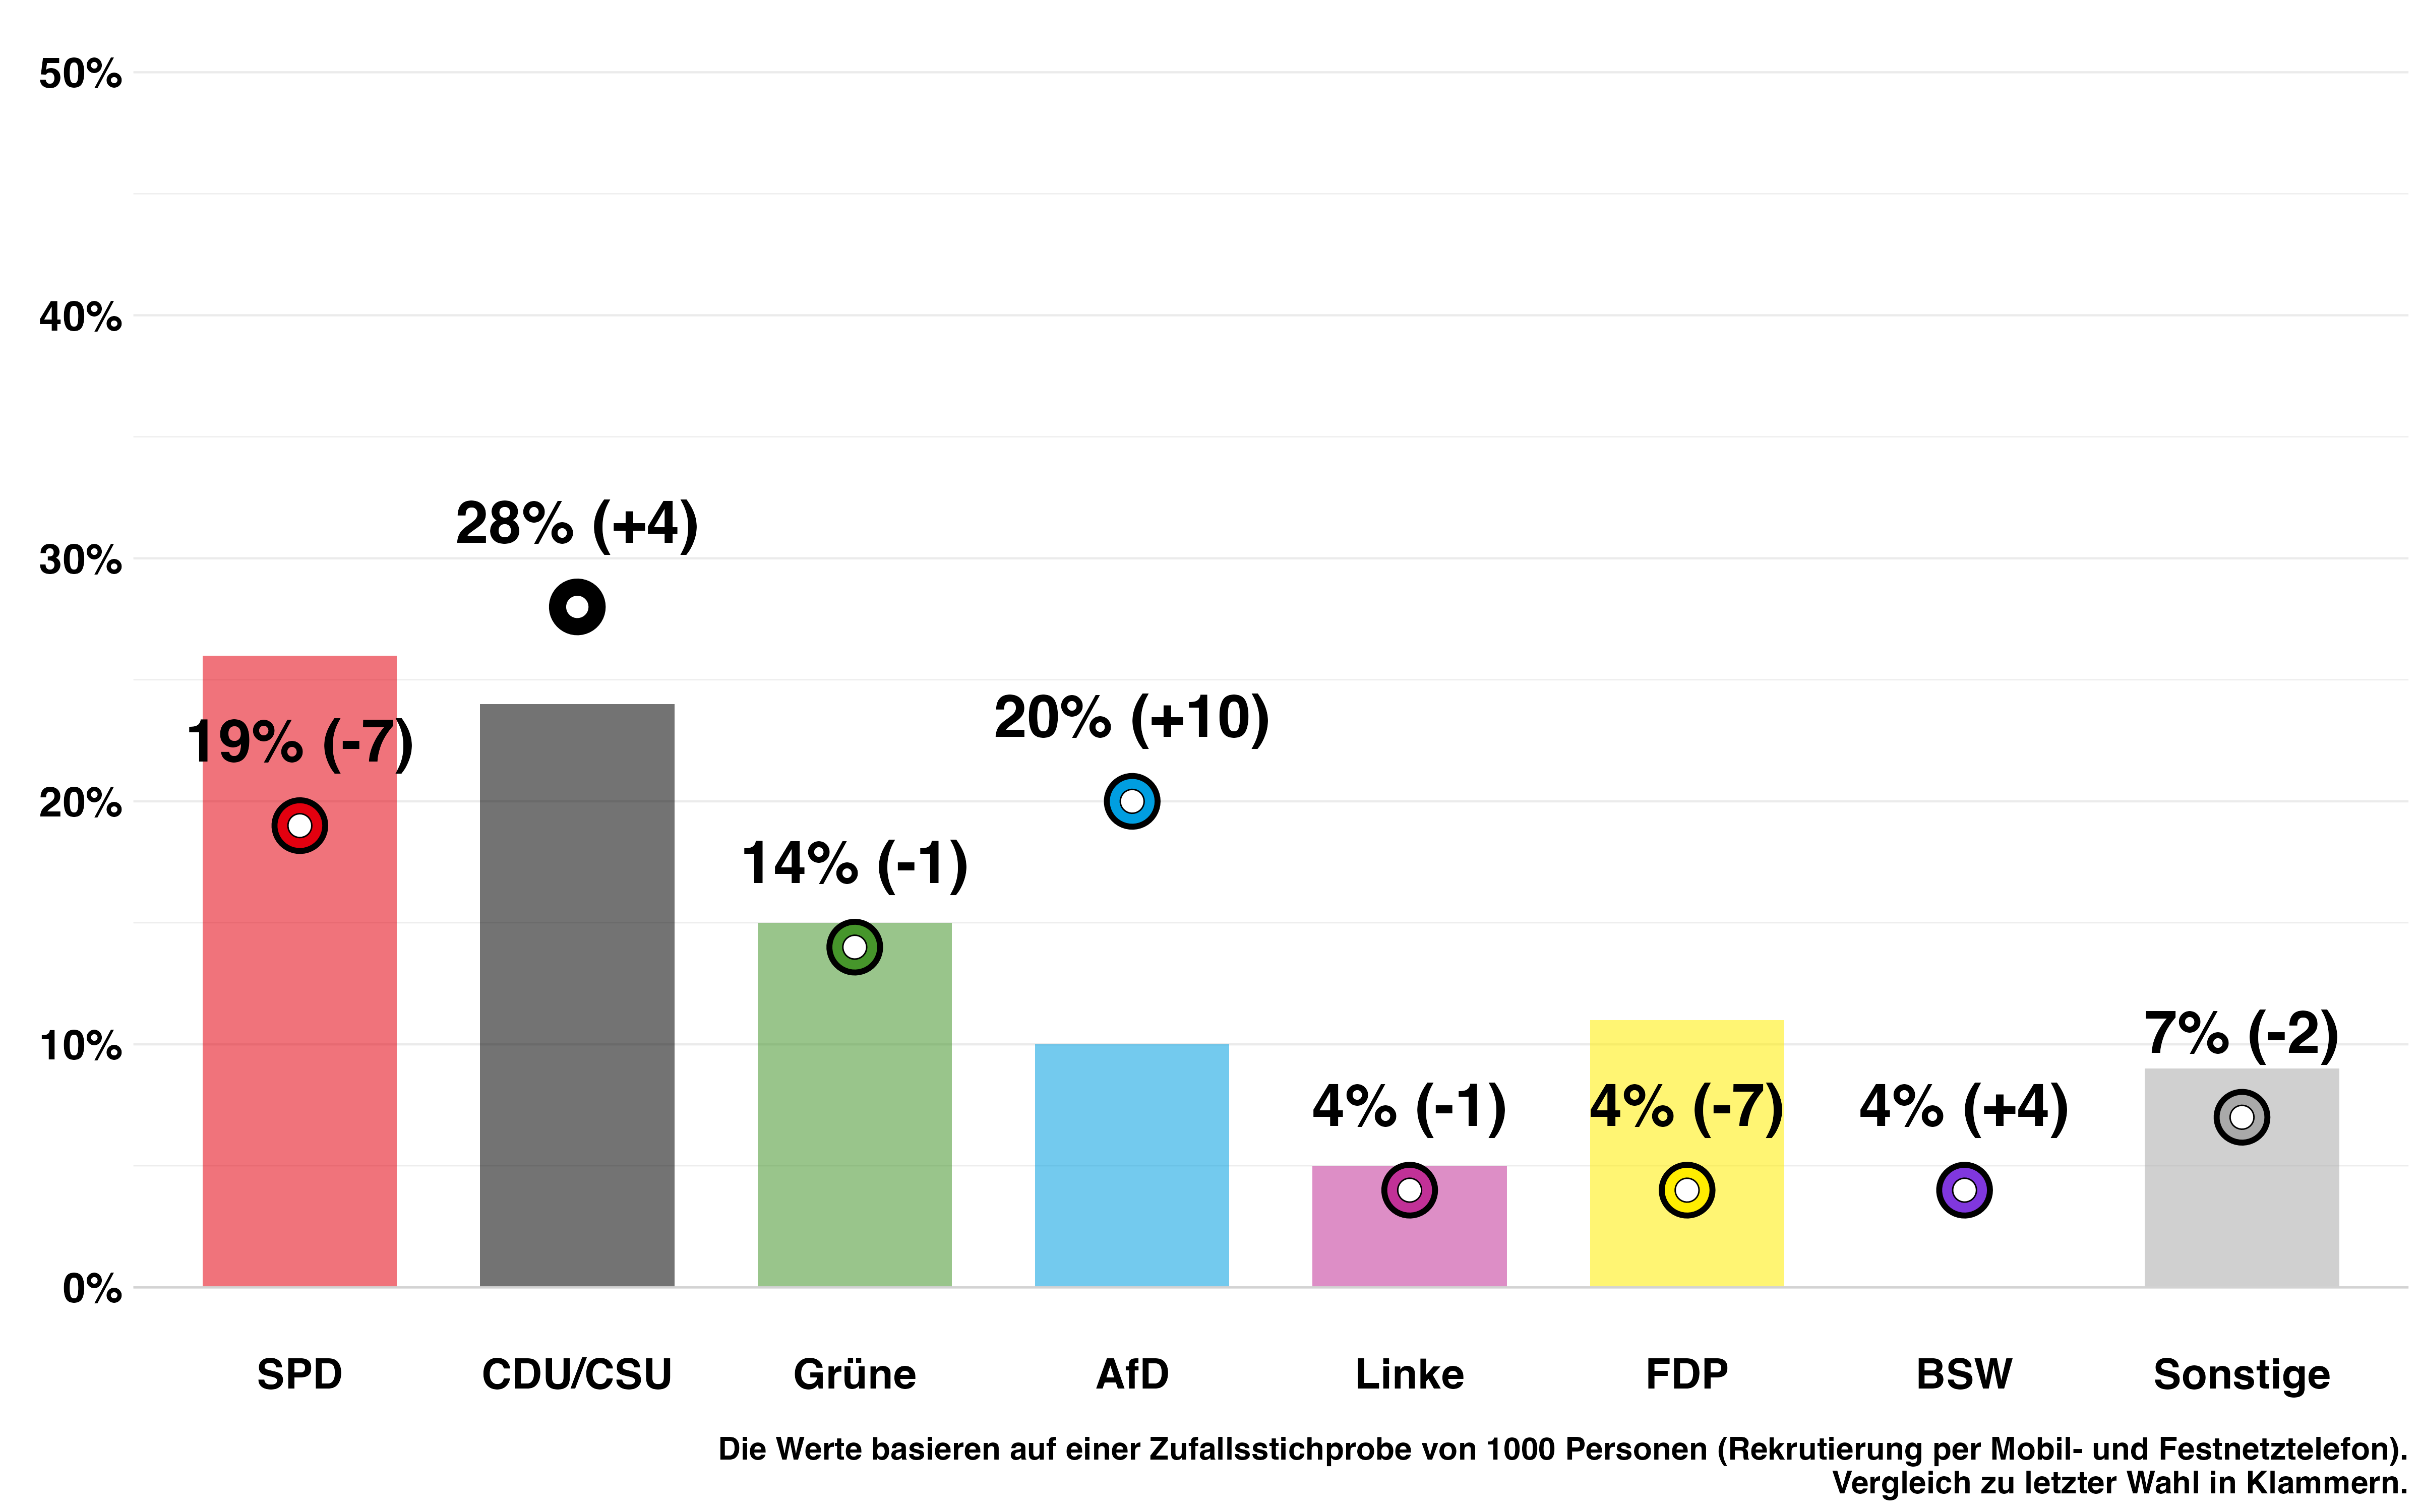 50%
40%
30%
20%
10%
0%
19% (-7)
28% (+4)
14% (-1)
20% (+10)
4% (-1)
4% (-7)
4% (+4)
7% (-2)
SPD
CDU/CSU
Grüne
AfD
Linke
FDP
BSW
Sonstige
Die Werte basieren auf einer Zufallsstichprobe von 1000 Personen (Rekrutierung per Mobil- und Festnetztelefon).
Vergleich zu letzter Wahl in Klammern.